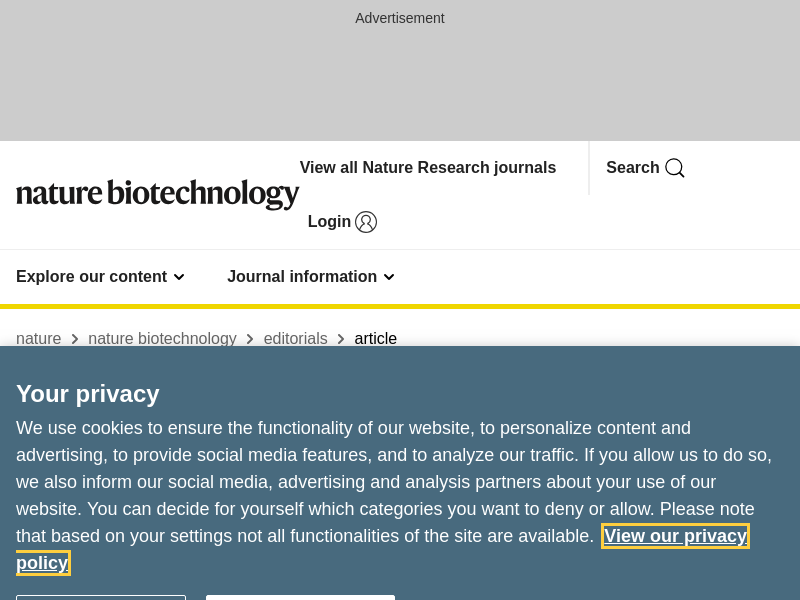 Advertisement
nature biotechnology
View all Nature Research journals
Search
Login
Explore our content
Journal information
nature > nature biotechnology > editorials > article
Your privacy
We use cookies to ensure the functionality of our website, to personalize content and
advertising, to provide social media features, and to analyze our traffic. If you allow us to do so,
we also inform our social media, advertising and analysis partners about your use of our
website. You can decide for yourself which categories you want to deny or allow. Please note
that based on your settings not all functionalities of the site are available. View our privacy
policy